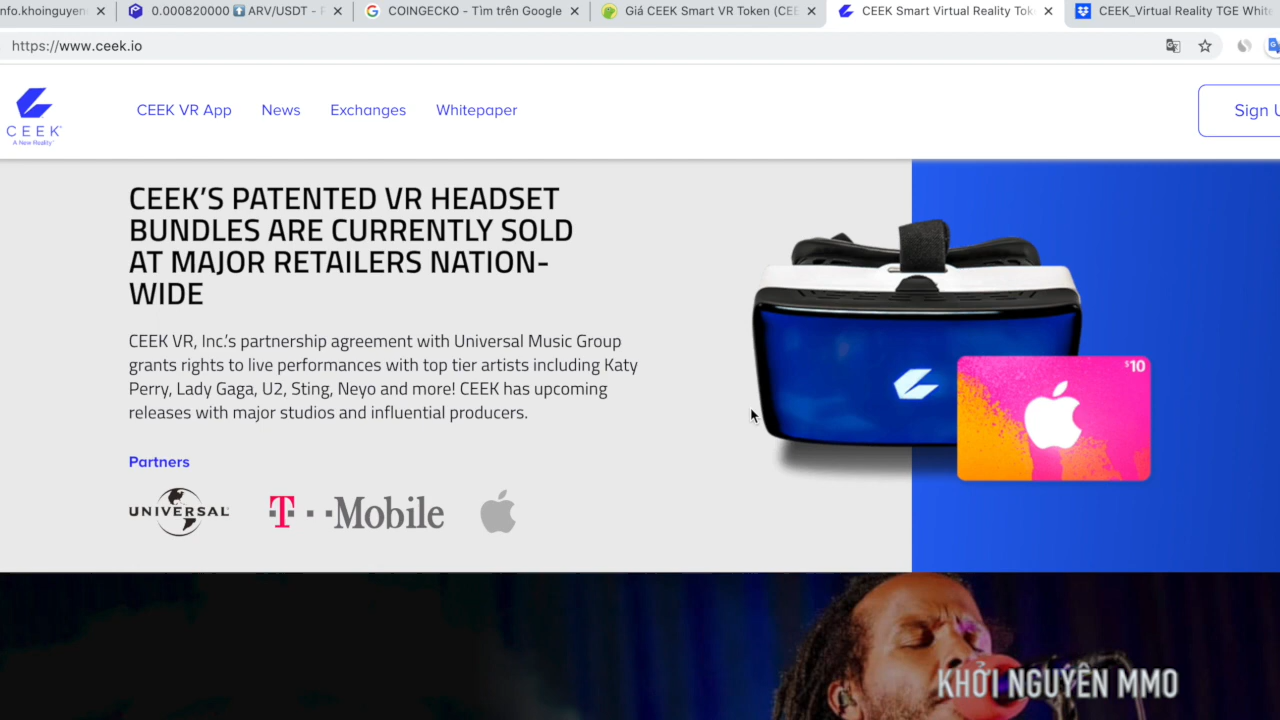 nfo.khoinguyen
0.000820000 ⬆ ARV/USDT -
COINGECKO - Tìm trên Google
Giá CEEK Smart VR Token (CEE
CEEK Smart Virtual Reality Tok
CEEK_Virtual Reality TGE White
https://www.ceek.io
CEEK
A New Reality
CEEK VR App
News
Exchanges
Whitepaper
Sign U
CEEK’S PATENTED VR HEADSET
BUNDLES ARE CURRENTLY SOLD
AT MAJOR RETAILERS NATION-
WIDE
CEEK VR, Inc.'s partnership agreement with Universal Music Group
grants rights to live performances with top tier artists including Katy
Perry, Lady Gaga, U2, Sting, Neyo and more! CEEK has upcoming
releases with major studios and influential producers.
$10
Partners
UNIVERSAL
T··Mobile
KHỞI NGUYÊN MMO